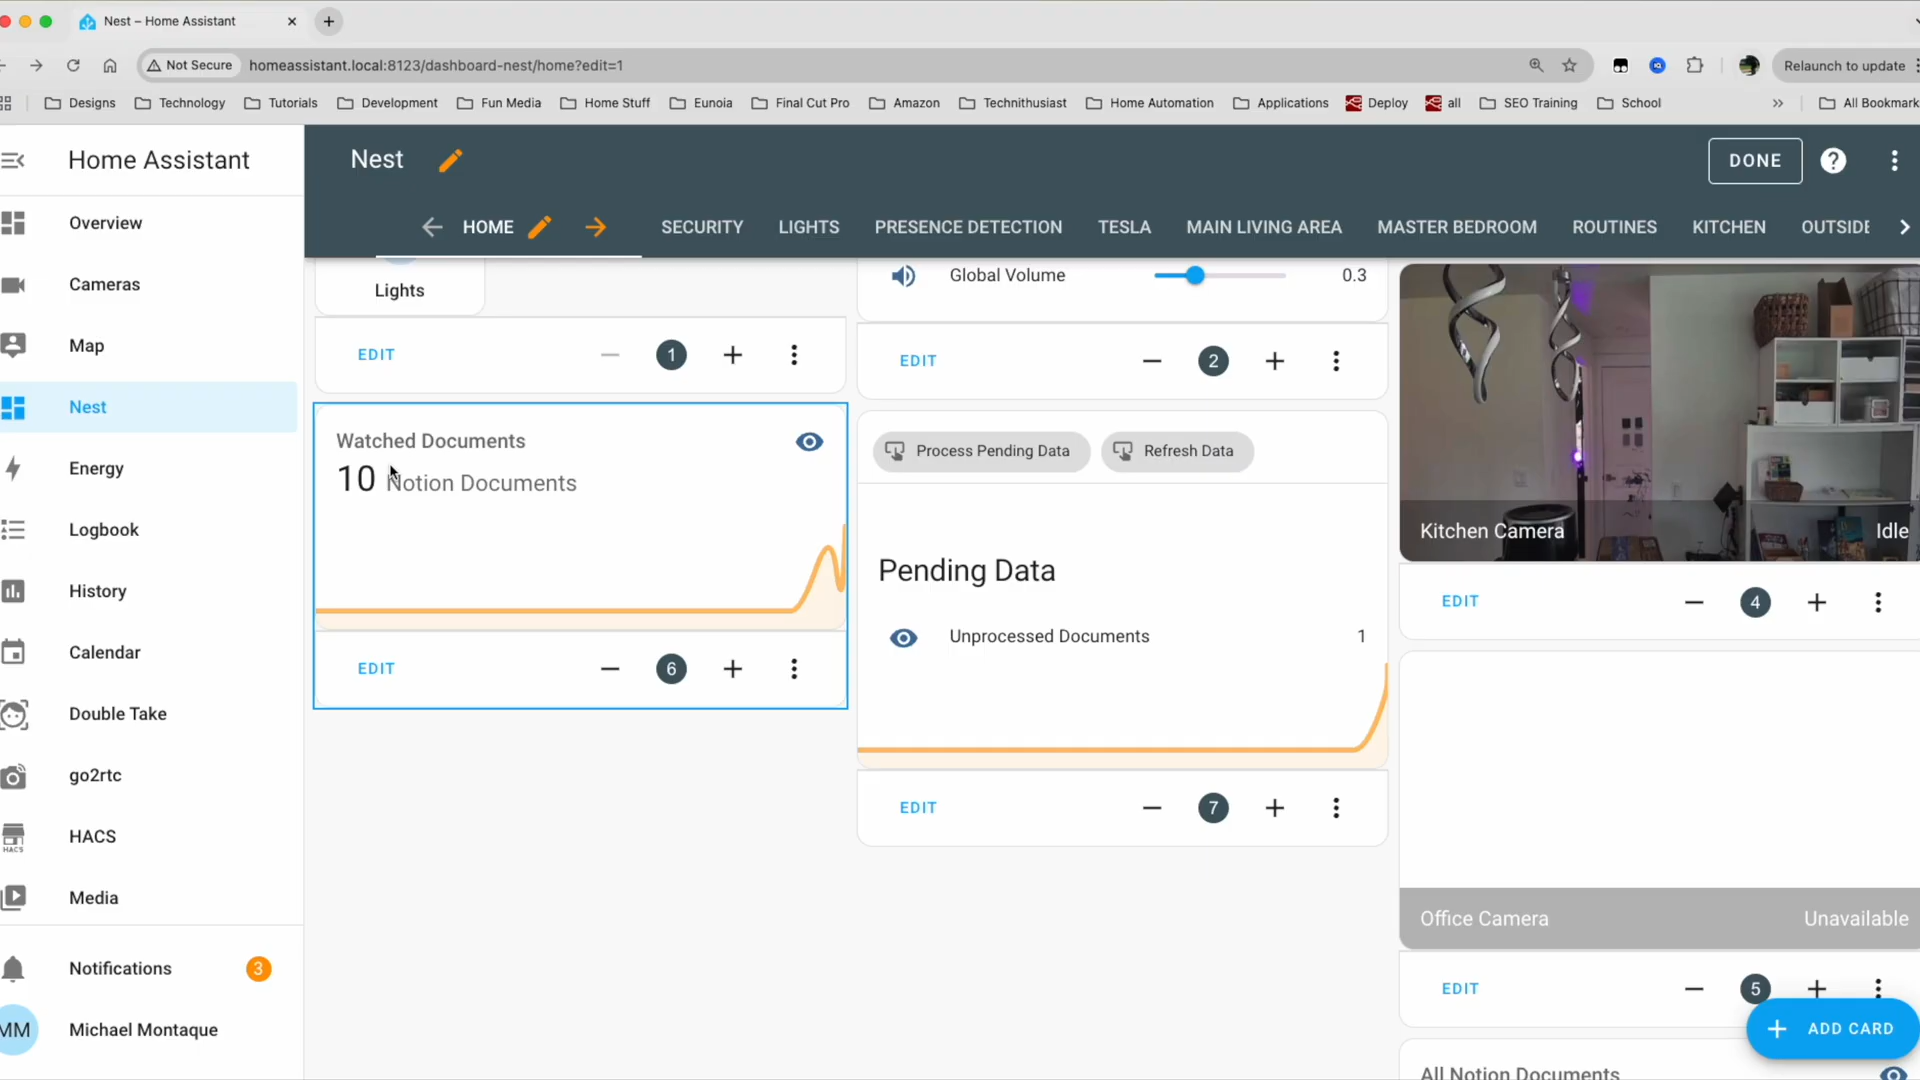 Nest – Home Assistant
Not Secure
homeassistant.local:8123/dashboard-nest/home?edit=1
Relaunch to update
Designs
Technology
Tutorials
Development
Fun Media
Home Stuff
Eunoia
Final Cut Pro
Amazon
Technithusiast
Home Automation
Applications
Deploy
all
SEO Training
School
All Bookmark
Home Assistant
Nest
DONE
HOME
SECURITY
LIGHTS
PRESENCE DETECTION
TESLA
MAIN LIVING AREA
MASTER BEDROOM
ROUTINES
KITCHEN
OUTSIDE
Overview
Cameras
Map
Nest
Energy
Logbook
History
Calendar
Double Take
go2rtc
HACS
HACS
Media
Notifications
3
MM
Michael Montaque
Lights
EDIT
1
Watched Documents
10 Notion Documents
EDIT
6
Global Volume
0.3
EDIT
2
Process Pending Data
Refresh Data
Pending Data
Unprocessed Documents
1
EDIT
7
Kitchen Camera
Idle
EDIT
4
Office Camera
Unavailable
EDIT
5
ADD CARD
All Notion Documents